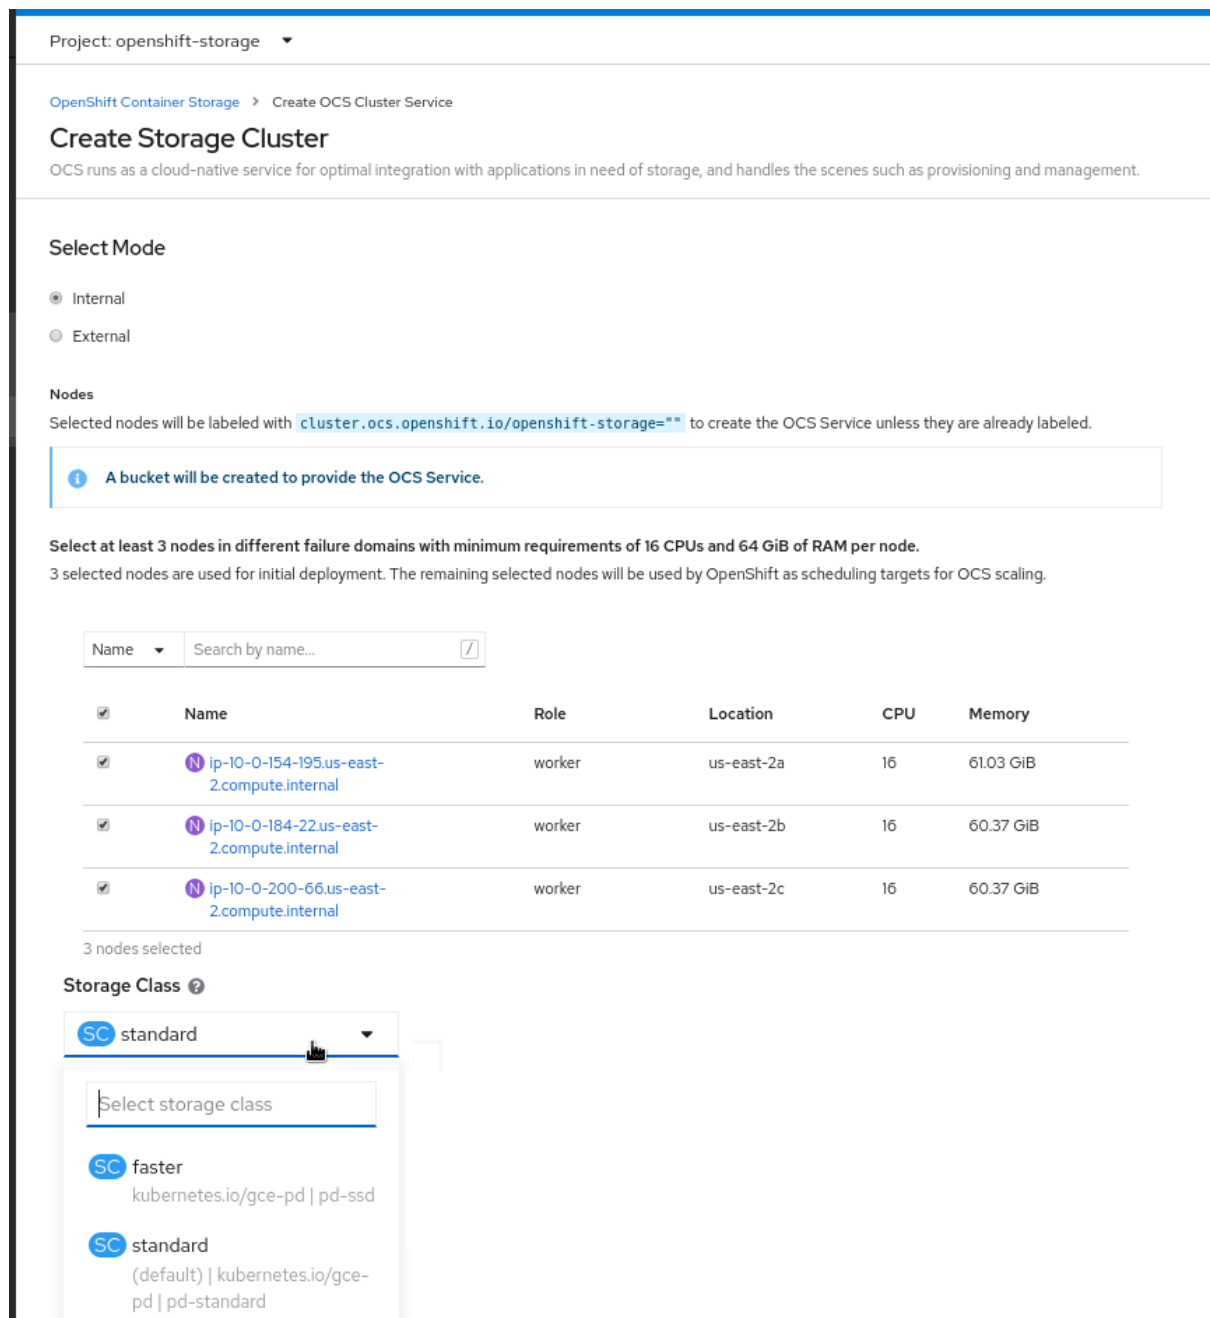 Project: openshift-storage
OpenShift Container Storage > Create OCS Cluster Service
Create Storage Cluster
OCS runs as a cloud-native service for optimal integration with applications in need of storage, and handles the scenes such as provisioning and management.
Select Mode
Internal
External
Nodes
Selected nodes will be labeled with cluster.ocs.openshift.io/openshift-storage="" to create the OCS Service unless they are already labeled.
A bucket will be created to provide the OCS Service.
Select at least 3 nodes in different failure domains with minimum requirements of 16 CPUs and 64 GiB of RAM per node.
3 selected nodes are used for initial deployment. The remaining selected nodes will be used by OpenShift as scheduling targets for OCS scaling.
Name Search by name... /
Name Role Location CPU Memory
N ip-10-0-154-195.us-east- worker us-east-2a 16 61.03 GiB
2.compute.internal
N ip-10-0-184-22.us-east- worker us-east-2b 16 60.37 GiB
2.compute.internal
N ip-10-0-200-66.us-east- worker us-east-2c 16 60.37 GiB
2.compute.internal
3 nodes selected
Storage Class ?
SC standard
Select storage class
SC faster
kubernetes.io/gce-pd | pd-ssd
SC standard
(default) | kubernetes.io/gce-
pd | pd-standard